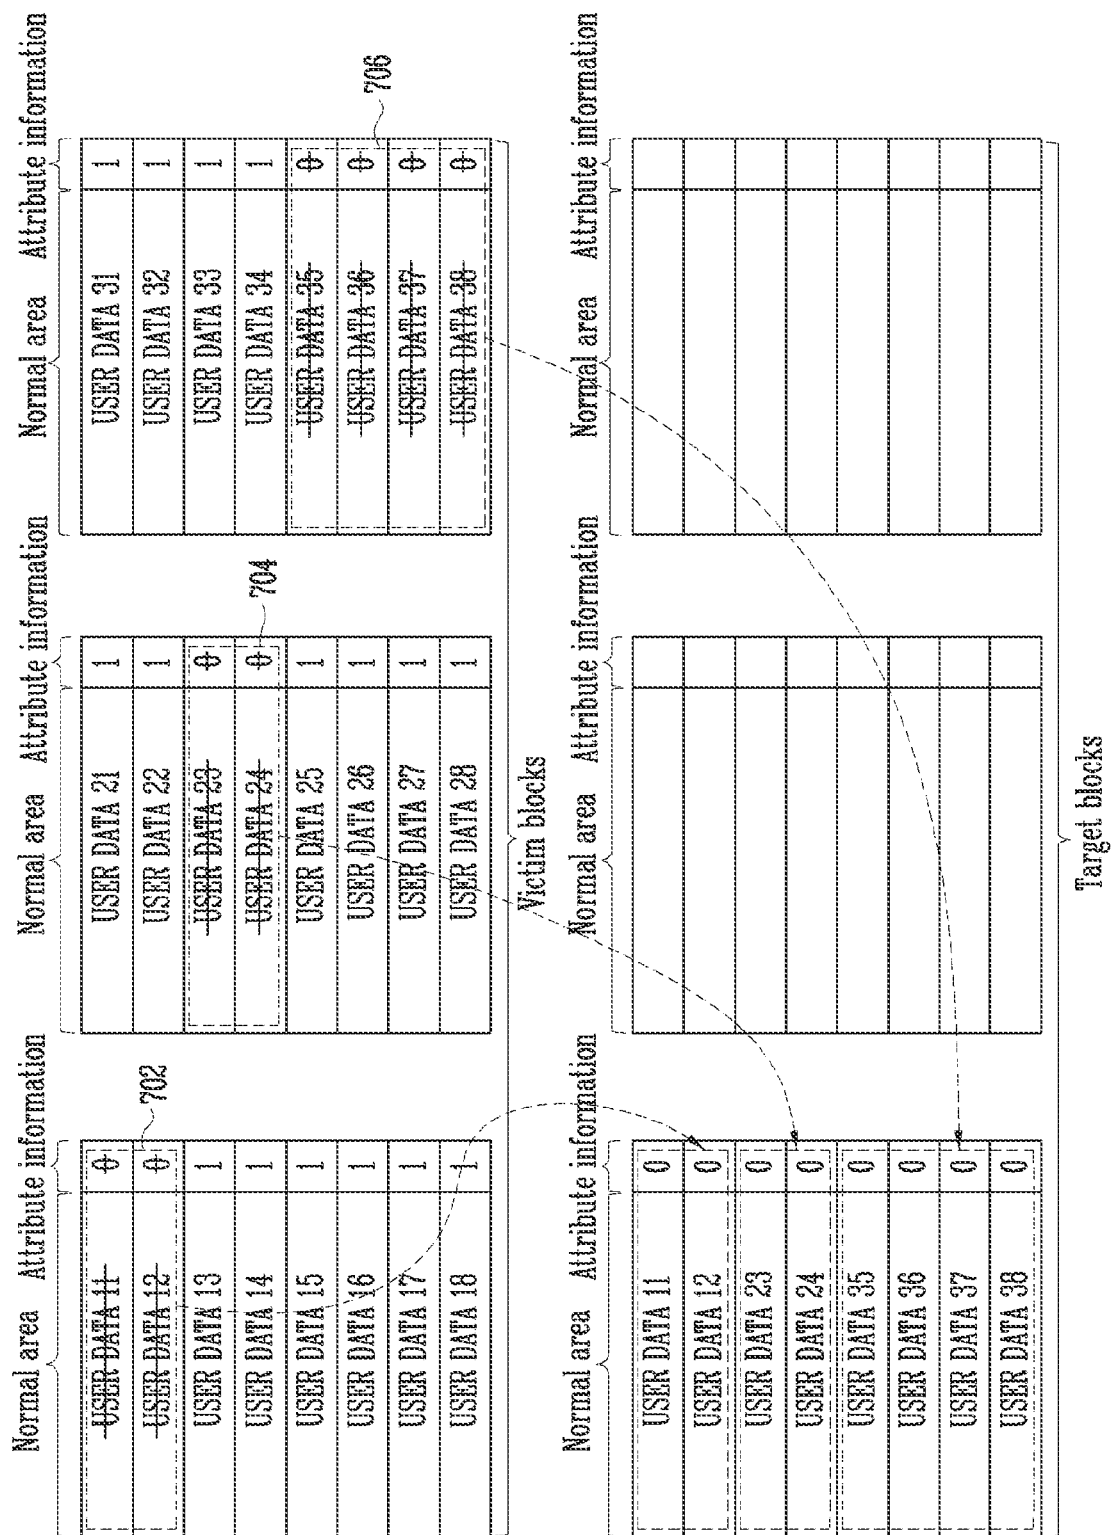 Normal area Attribute information Normal area Attribute information Normal area Attribute information
USER DATA 11 0 USER DATA 21 1 USER DATA 31 1
USER DATA 12 0 702 USER DATA 22 1 USER DATA 32 1
USER DATA 13 1 USER DATA 23 0 USER DATA 33 1
USER DATA 14 1 USER DATA 24 0 704 USER DATA 34 1
USER DATA 15 1 USER DATA 25 1 USER DATA 35 0
USER DATA 16 1 USER DATA 26 1 USER DATA 36 0 706
USER DATA 17 1 USER DATA 27 1 USER DATA 37 0
USER DATA 18 1 USER DATA 28 1 USER DATA 38 0
Victim blocks
Normal area Attribute information Normal area Attribute information Normal area Attribute information
USER DATA 11 0
USER DATA 12 0
USER DATA 23 0
USER DATA 24 0
USER DATA 35 0
USER DATA 36 0
USER DATA 37 0
USER DATA 38 0
Target blocks